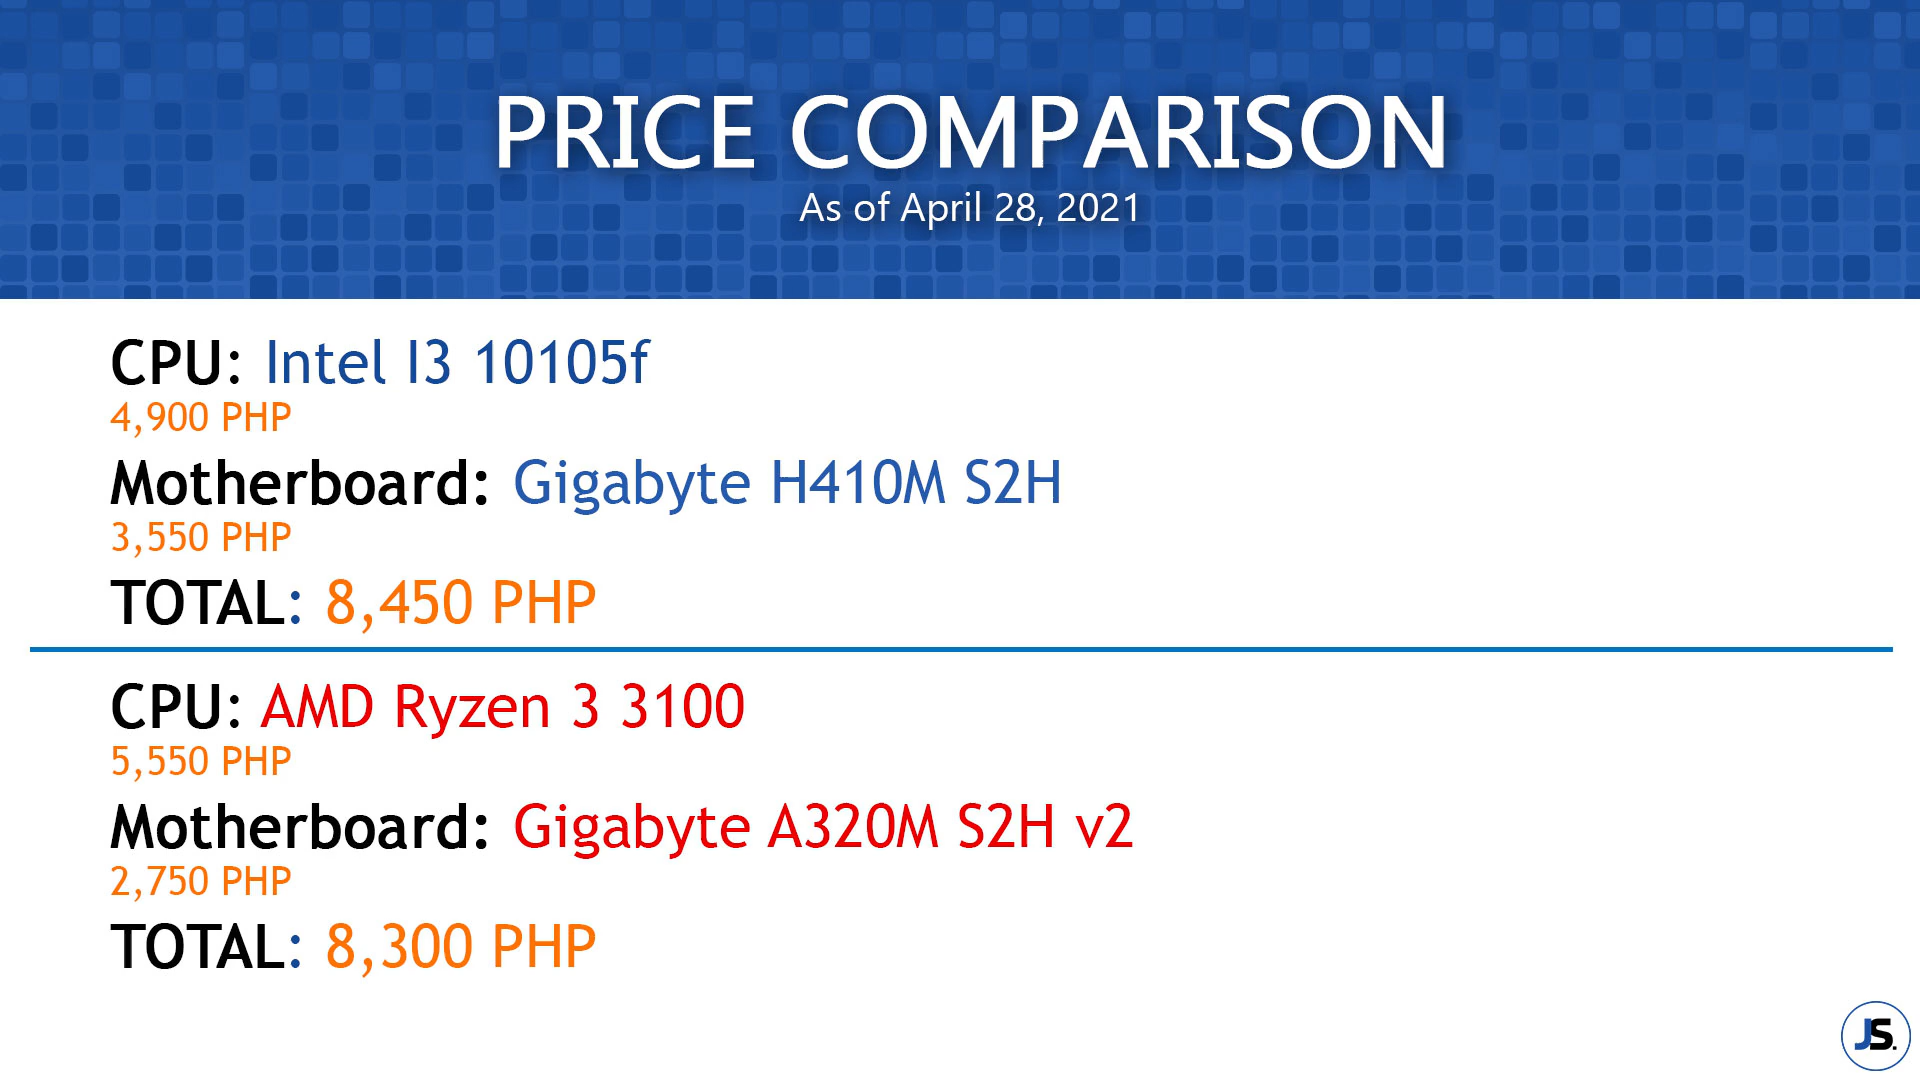 PRICE COMPARISON
As of April 28, 2021
CPU: Intel I3 10105f
4,900 PHP
Motherboard: Gigabyte H410M S2H
3,550 PHP
TOTAL: 8,450 PHP
CPU: AMD Ryzen 3 3100
5,550 PHP
Motherboard: Gigabyte A320M S2H v2
2,750 PHP
TOTAL: 8,300 PHP
JS.